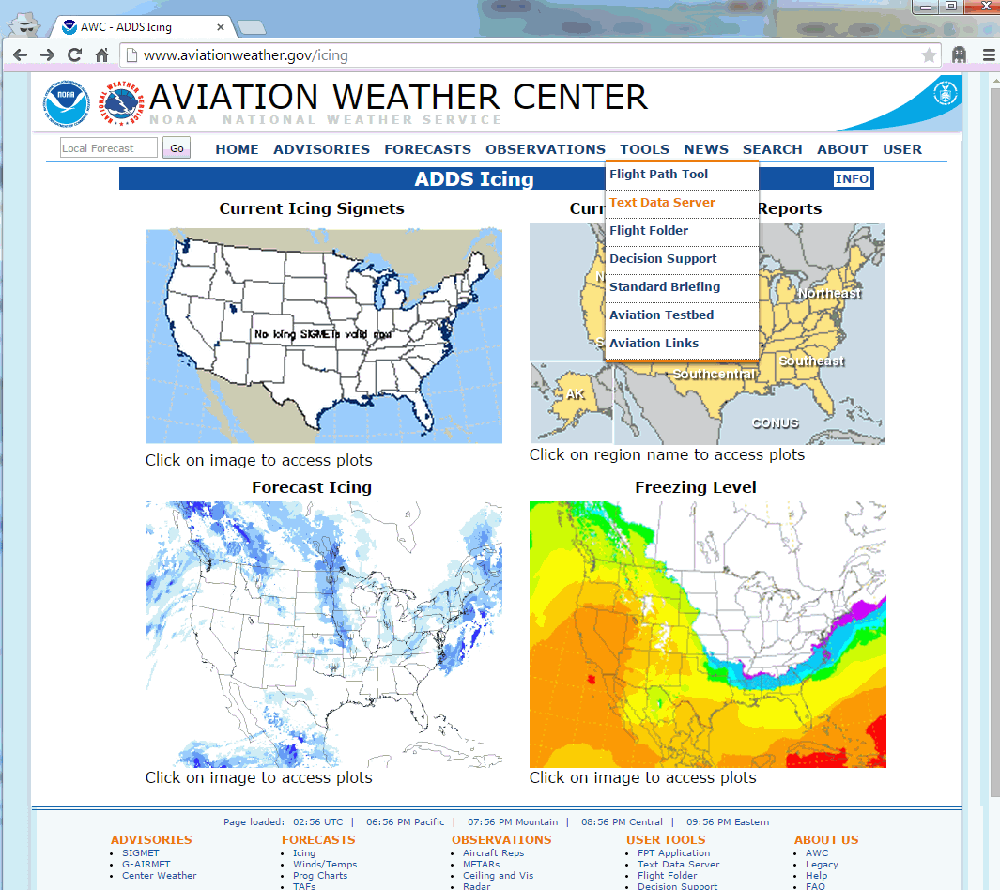 AWC - ADDS Icing
www.aviationweather.gov/icing
NOAA
NATIONAL WEATHER SERVICE
AVIATION WEATHER CENTER
NOAA NATIONAL WEATHER SERVICE
Local Forecast Go HOME ADVISORIES FORECASTS OBSERVATIONS TOOLS NEWS SEARCH ABOUT USER
ADDS Icing INFO
Flight Path Tool
Text Data Server
Flight Folder
Decision Support
Standard Briefing
Aviation Testbed
Aviation Links
Current Icing Sigmets
No Icing SIGMETs valid now
Click on image to access plots
Curr Reports
N
Northeast
S
Southeast
Southcentral
AK
CONUS
Click on region name to access plots
Forecast Icing
Click on image to access plots
Freezing Level
Click on image to access plots
Page loaded: 02:56 UTC | 06:56 PM Pacific | 07:56 PM Mountain | 08:56 PM Central | 09:56 PM Eastern
ADVISORIES
SIGMET
G-AIRMET
Center Weather
FORECASTS
Icing
Winds/Temps
Prog Charts
TAFs
OBSERVATIONS
Aircraft Reps
METARs
Ceiling and Vis
Radar
USER TOOLS
FPT Application
Text Data Server
Flight Folder
Decision Support
ABOUT US
AWC
Legacy
Help
FAQ